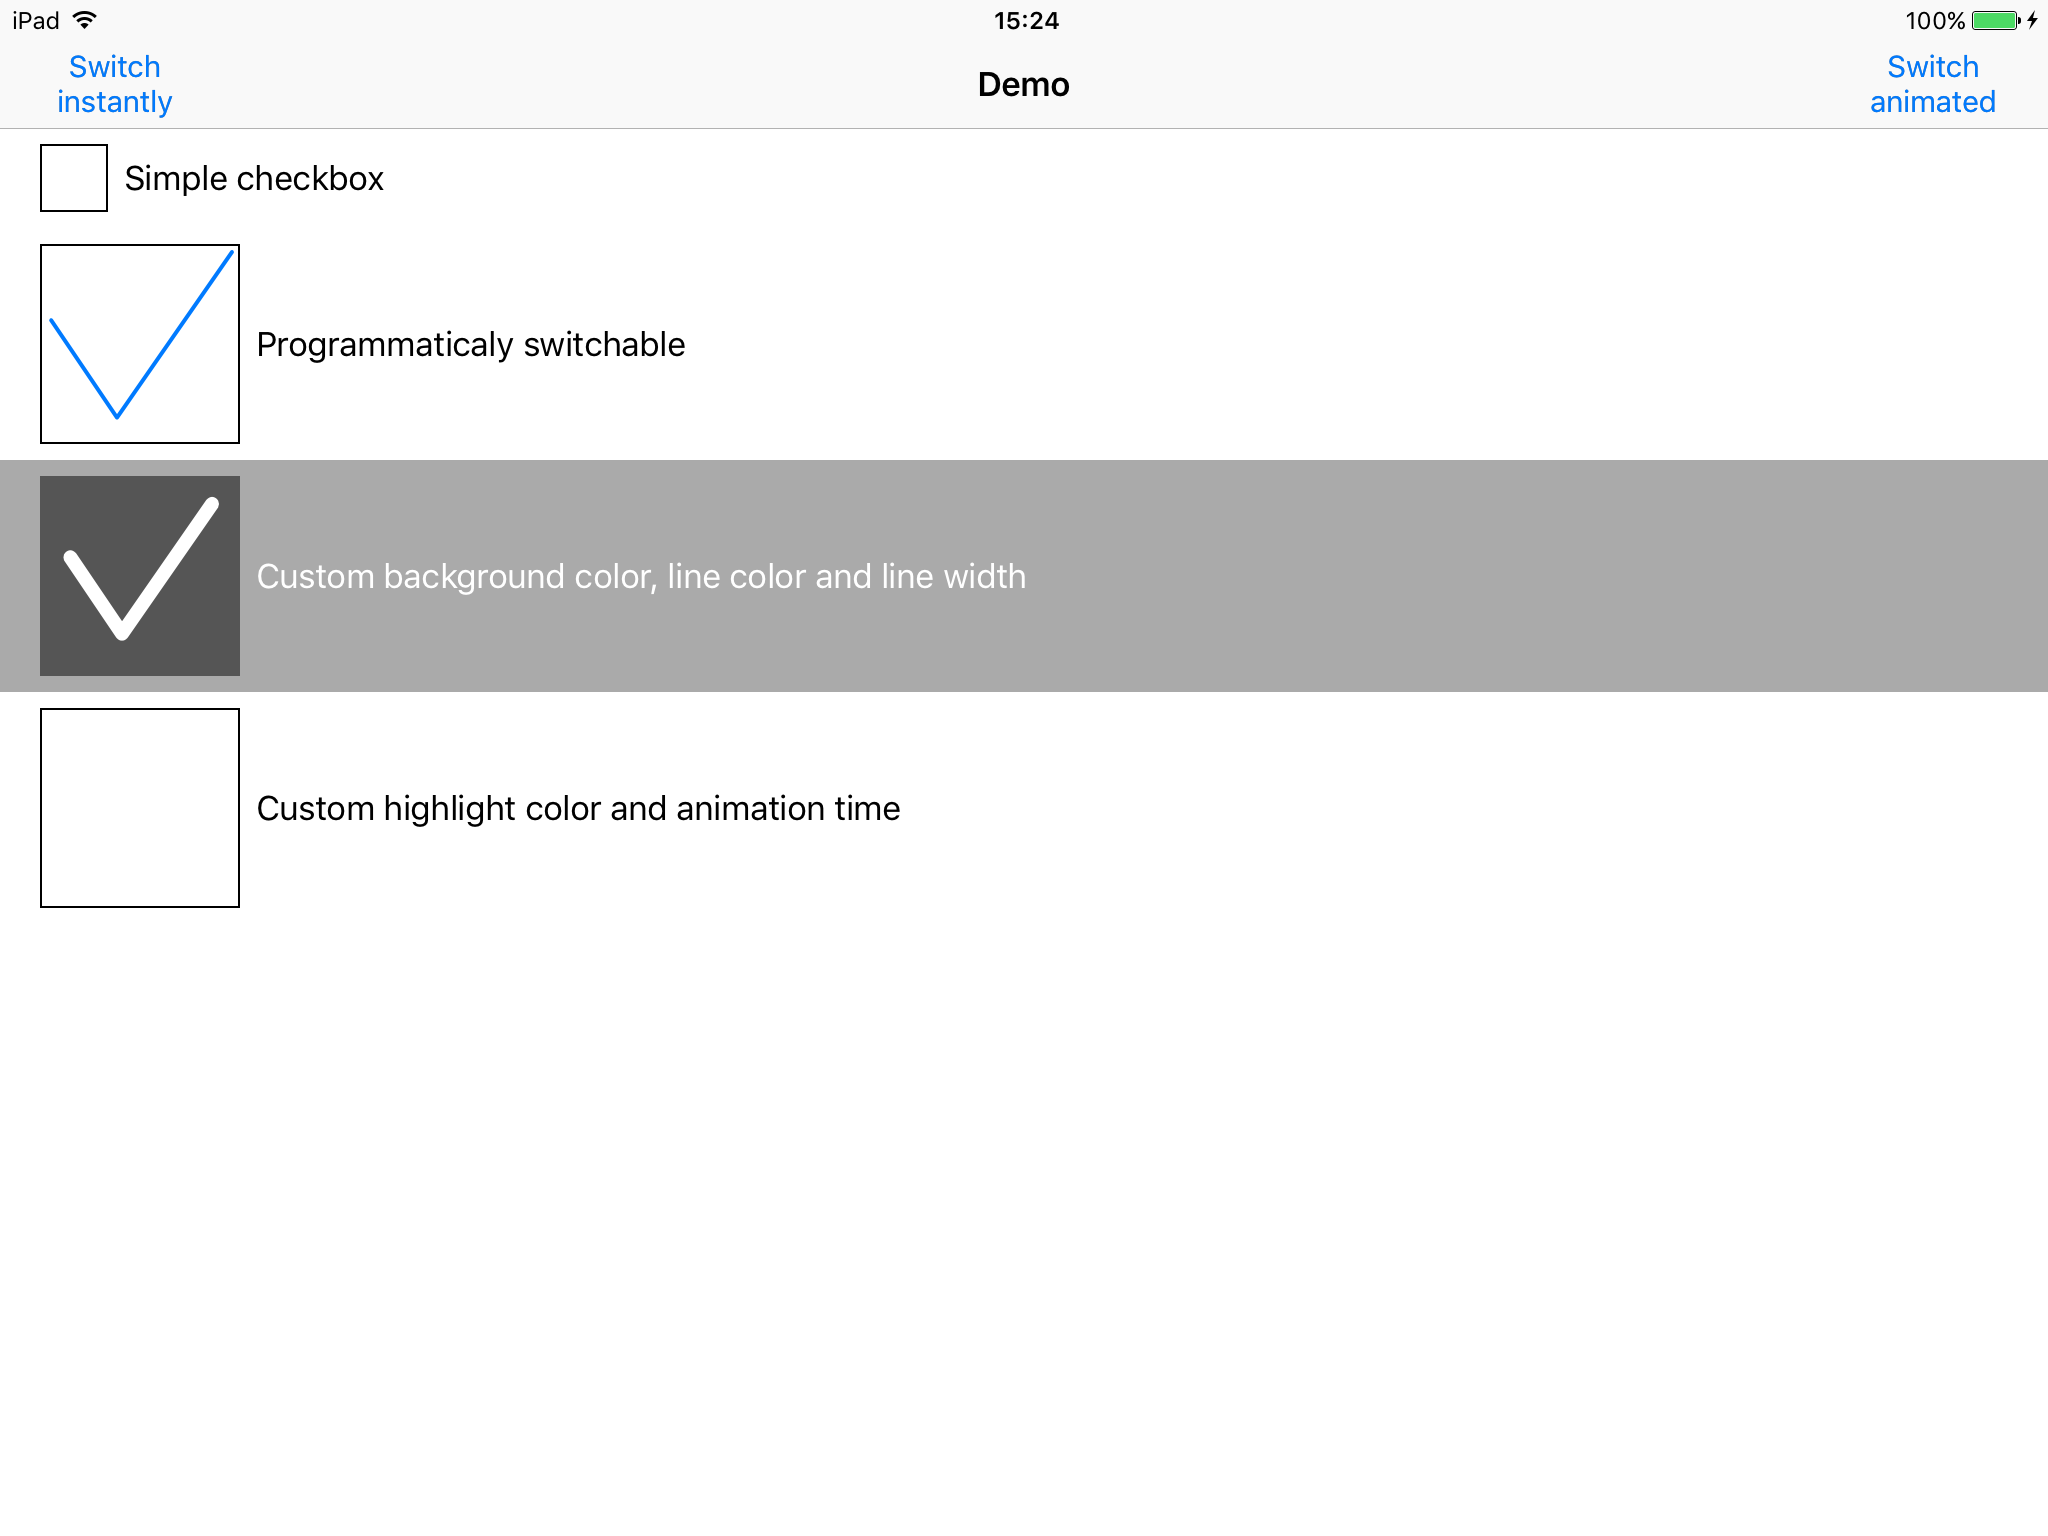 iPad 15:24 100%
Switch instantly
Demo
Switch animated
Simple checkbox
Programmaticaly switchable
Custom background color, line color and line width
Custom highlight color and animation time